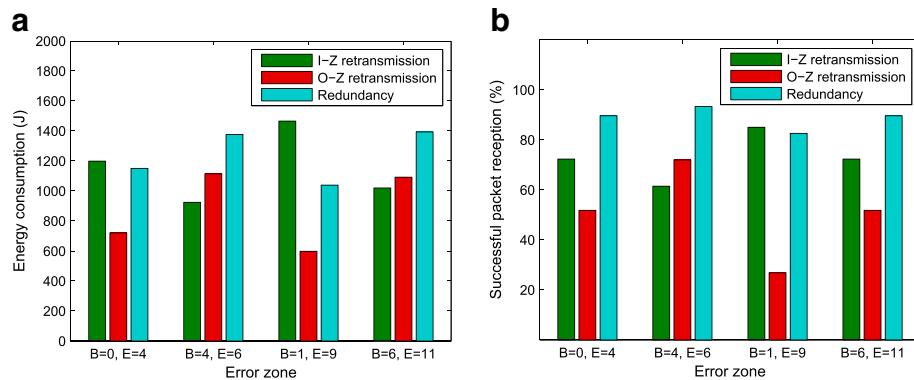 a
2000
1800
1600
1400
1200
1000
800
600
400
200
0
Energy consumption (J)
I-Z retransmission
O-Z retransmission
Redundancy
B=0, E=4
B=4, E=6
B=1, E=9
B=6, E=11
Error zone
b
100
80
60
40
20
Successful packet reception (%)
I-Z retransmission
O-Z retransmission
Redundancy
B=0, E=4
B=4, E=6
B=1, E=9
B=6, E=11
Error zone